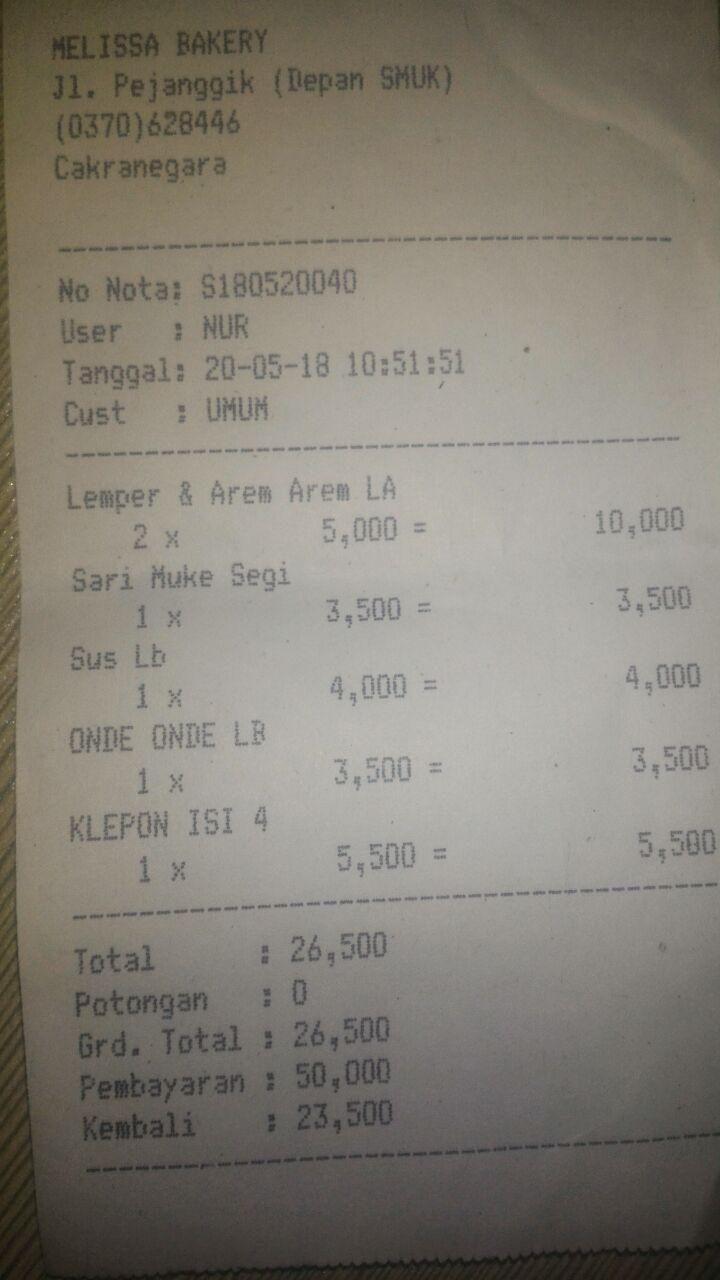 MELISSA BAKERY
Jl. Pejanggik (Depan SMUK)
(0370)628446
Cakranegara
No Nota: S180520040
User : NUR
Tanggal: 20-05-18 10:51:51
Cust : UMUM
Lemper & Arem Arem LA
2 x 5,000 = 10,000
Sari Muke Segi
1 x 3,500 = 3,500
Sus Lb
1 x 4,000 = 4,000
ONDE ONDE LB
1 x 3,500 = 3,500
KLEPON ISI 4
1 x 5,500 = 5,500
Total : 26,500
Potongan : 0
Grd. Total : 26,500
Pembayaran : 50,000
Kembali : 23,500